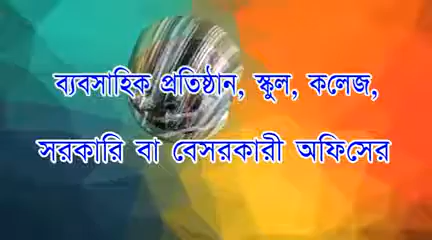 ব্যবসাহিক প্রতিষ্ঠান, স্কুল, কলেজ,
সরকারি বা বেসরকারী অফিসের